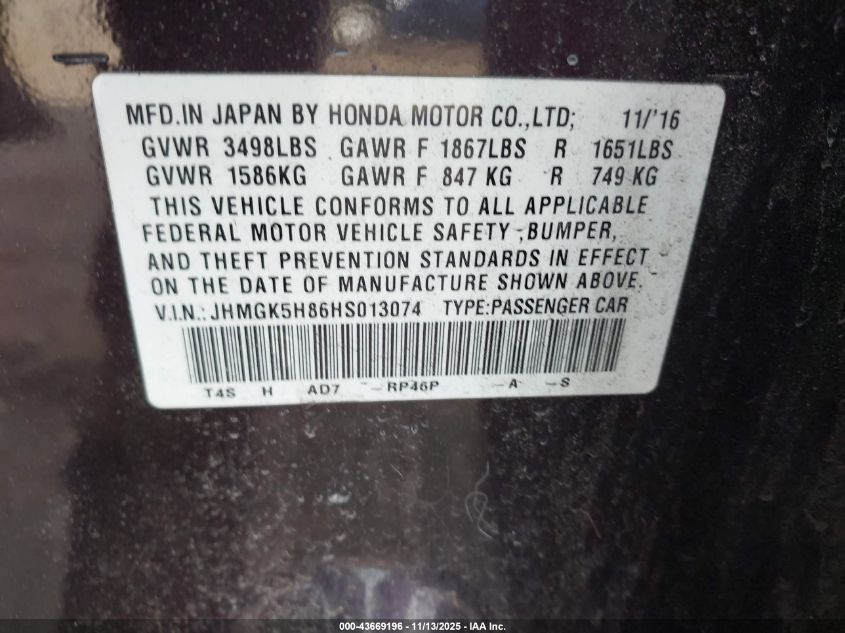 MFD.IN JAPAN BY HONDA MOTOR CO.,LTD; 11/'16
GVWR 3498LBS GAWR F 1867LBS R 1651LBS
GVWR 1586KG GAWR F 847 KG R 749 KG
THIS VEHICLE CONFORMS TO ALL APPLICABLE
FEDERAL MOTOR VEHICLE SAFETY ,BUMPER,
AND THEFT PREVENTION STANDARDS IN EFFECT
ON THE DATE OF MANUFACTURE SHOWN ABOVE.
V.I.N.: JHMGK5H86HS013074 TYPE:PASSENGER CAR
T4S H AD7 -RP46P -A -S
000-43669196 - 11/13/2025 - IAA Inc.